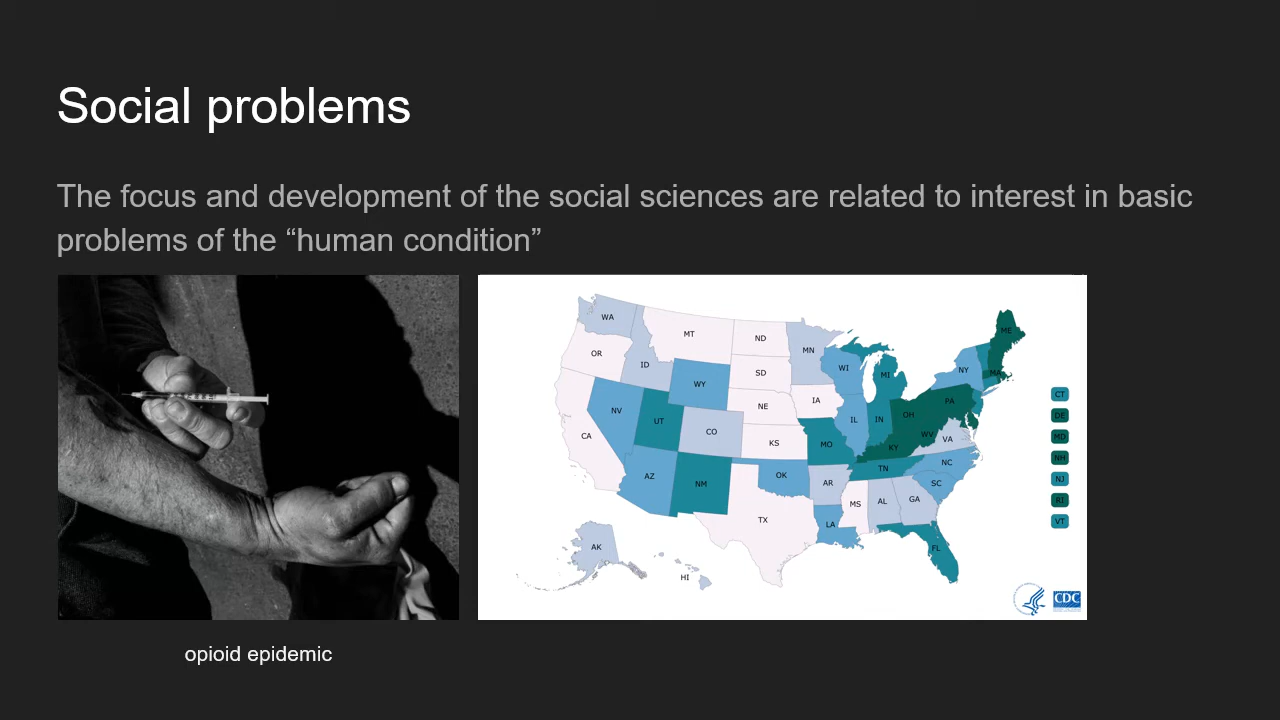 Social problems
The focus and development of the social sciences are related to interest in basic
problems of the “human condition”
WA
MT
ND
MN
ME
OR
ID
SD
WI
MI
NY
MA
WY
IA
PA
CT
NV
NE
IL
IN
OH
DE
UT
CO
WV
CA
KS
MO
KY
VA
MD
NH
AZ
NM
OK
AR
TN
NC
NJ
SC
MS
AL
GA
RI
TX
LA
VT
AK
FL
HI
CDC
opioid epidemic